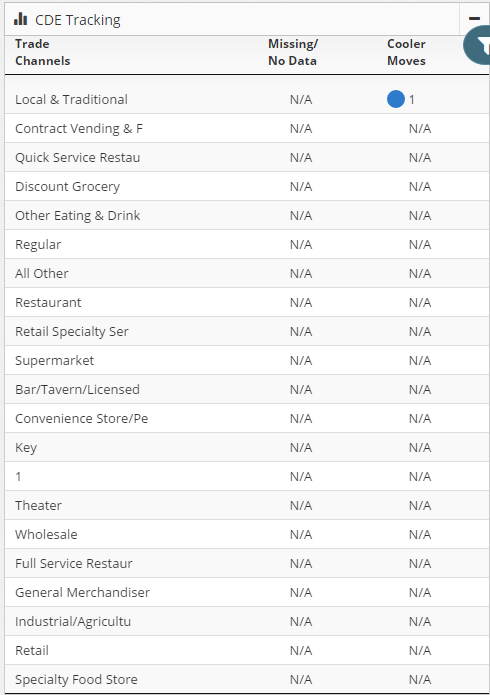 CDE Tracking
Trade Channels Missing/ No Data Cooler Moves
Local & Traditional N/A 1
Contract Vending & F N/A N/A
Quick Service Restau N/A N/A
Discount Grocery N/A N/A
Other Eating & Drink N/A N/A
Regular N/A N/A
All Other N/A N/A
Restaurant N/A N/A
Retail Specialty Ser N/A N/A
Supermarket N/A N/A
Bar/Tavern/Licensed N/A N/A
Convenience Store/Pe N/A N/A
Key N/A N/A
1 N/A N/A
Theater N/A N/A
Wholesale N/A N/A
Full Service Restaur N/A N/A
General Merchandiser N/A N/A
Industrial/Agricultu N/A N/A
Retail N/A N/A
Specialty Food Store N/A N/A